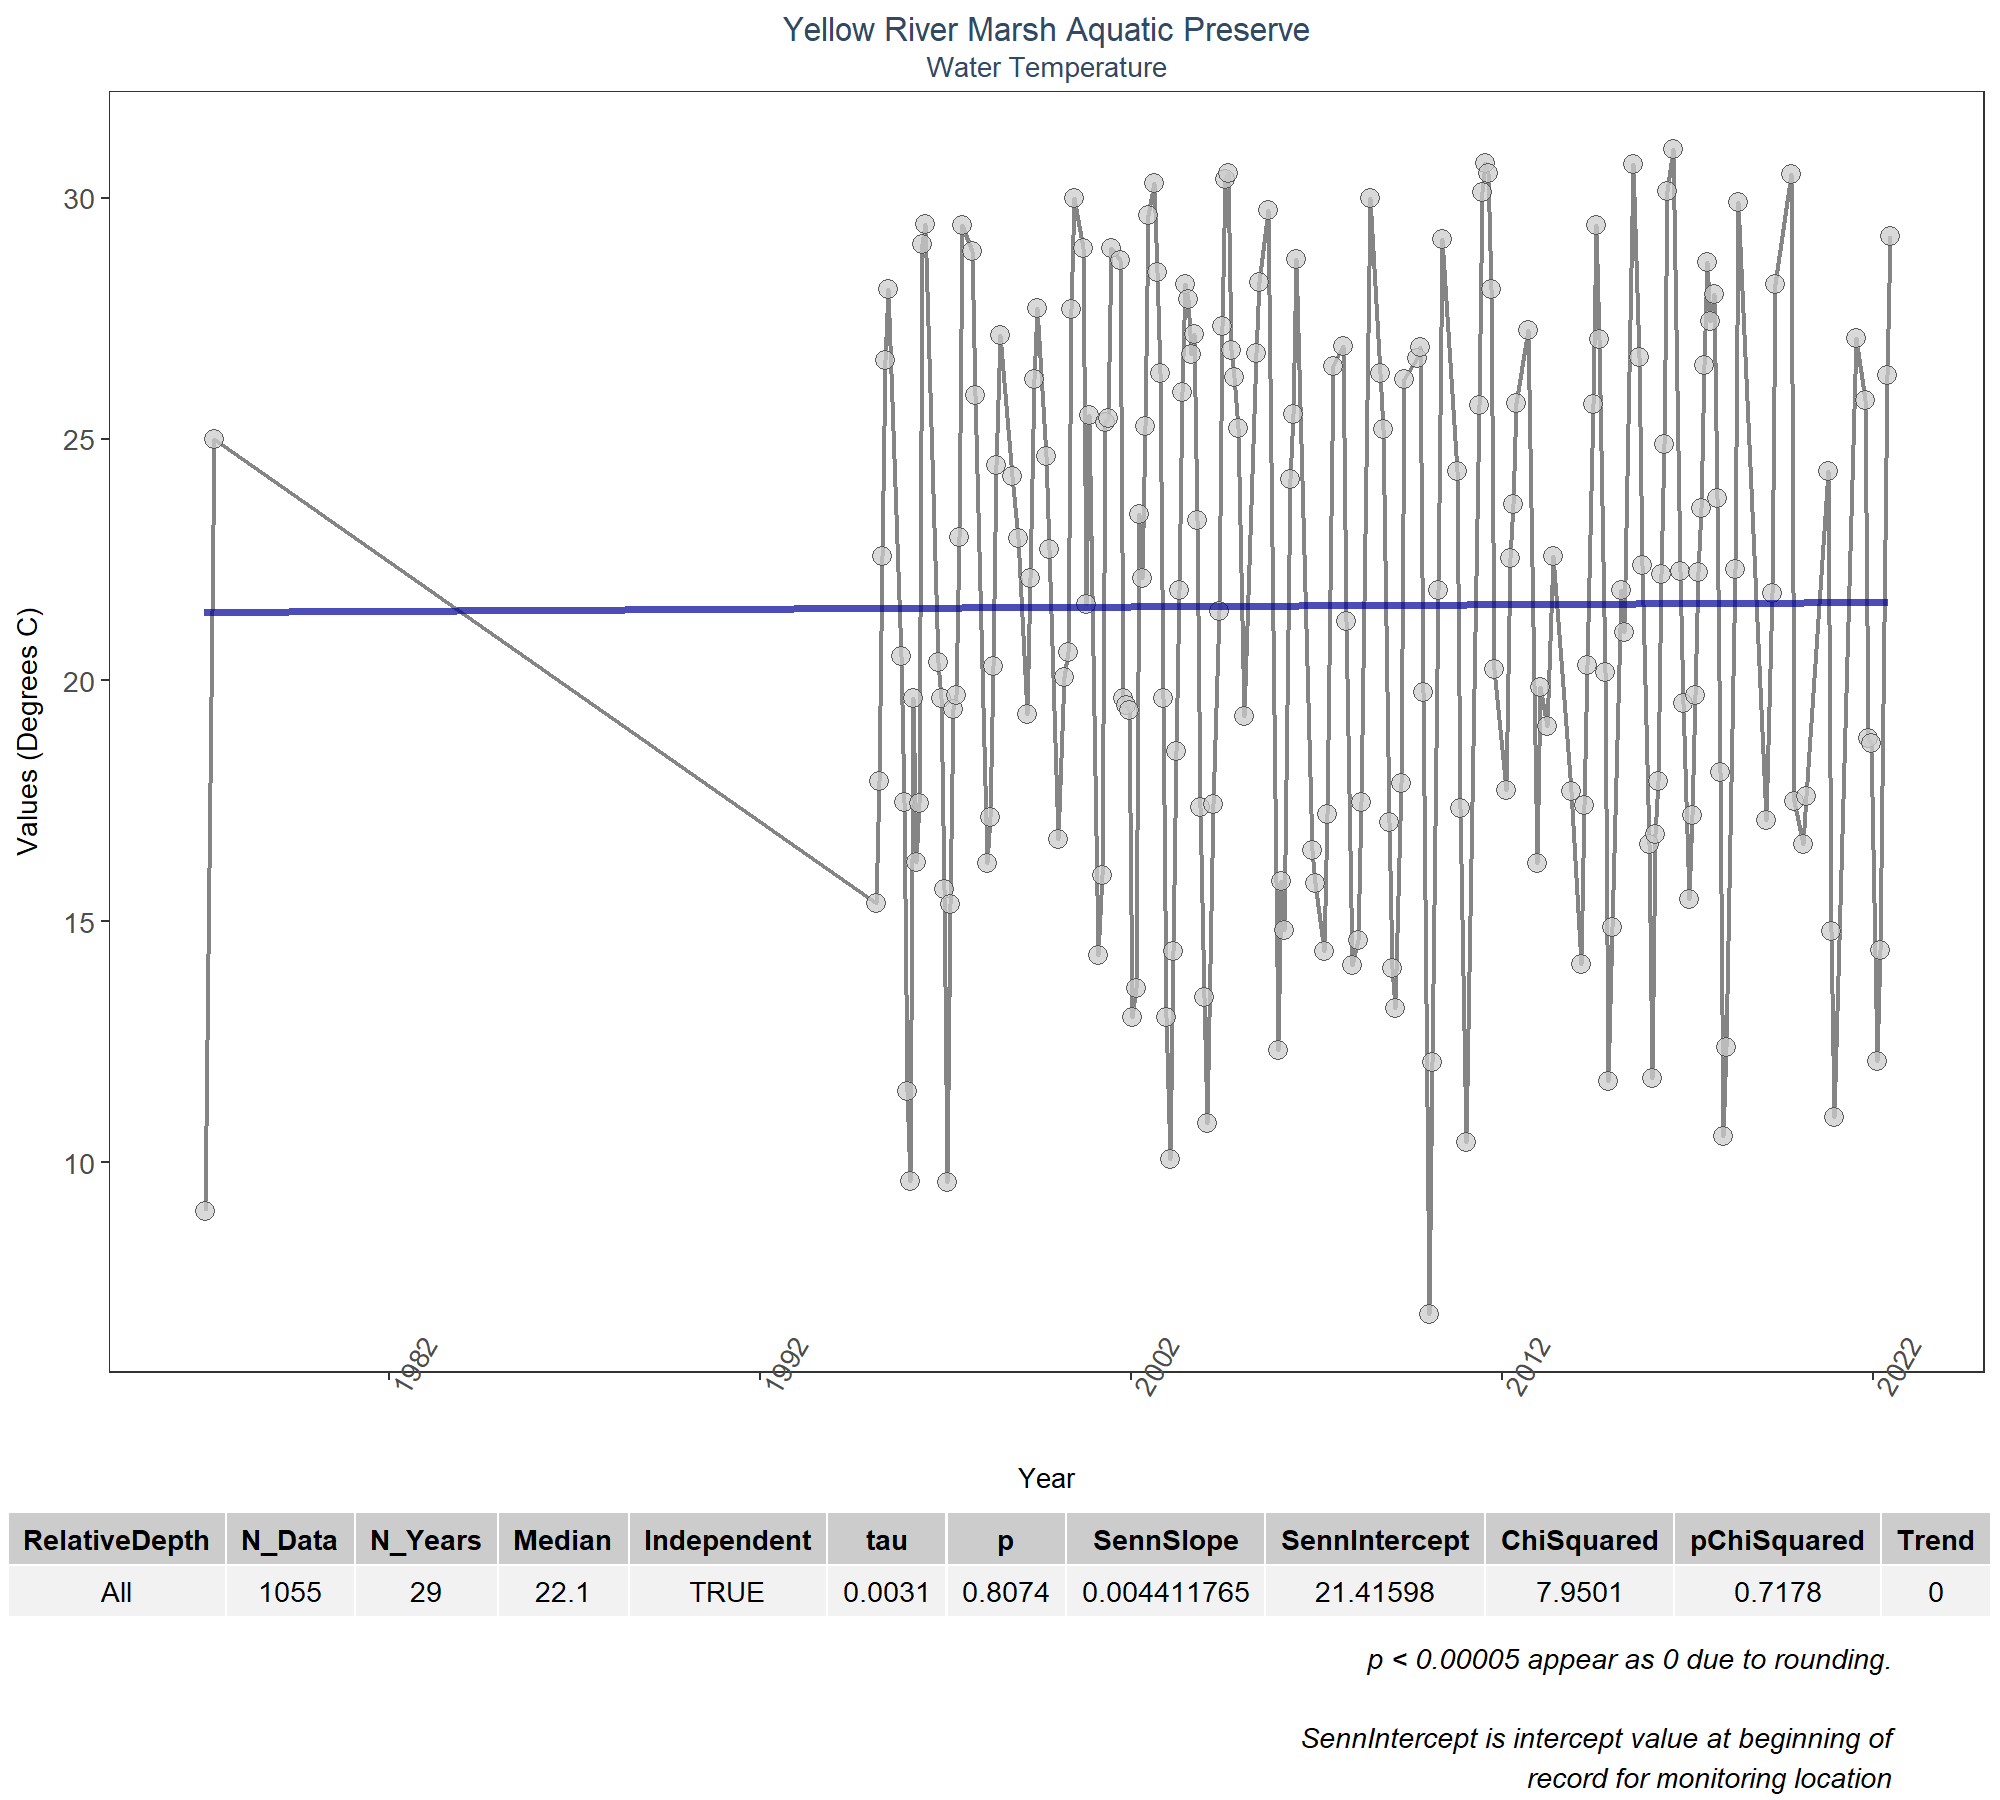 Yellow River Marsh Aquatic Preserve
Water Temperature
Values (Degrees C)
30
25
20
15
10
1982
1992
2002
2012
2022
Year
RelativeDepth N_Data N_Years Median Independent tau p SennSlope SennIntercept ChiSquared pChiSquared Trend
All 1055 29 22.1 TRUE 0.0031 0.8074 0.004411765 21.41598 7.9501 0.7178 0
p < 0.00005 appear as 0 due to rounding.
SennIntercept is intercept value at beginning of
record for monitoring location